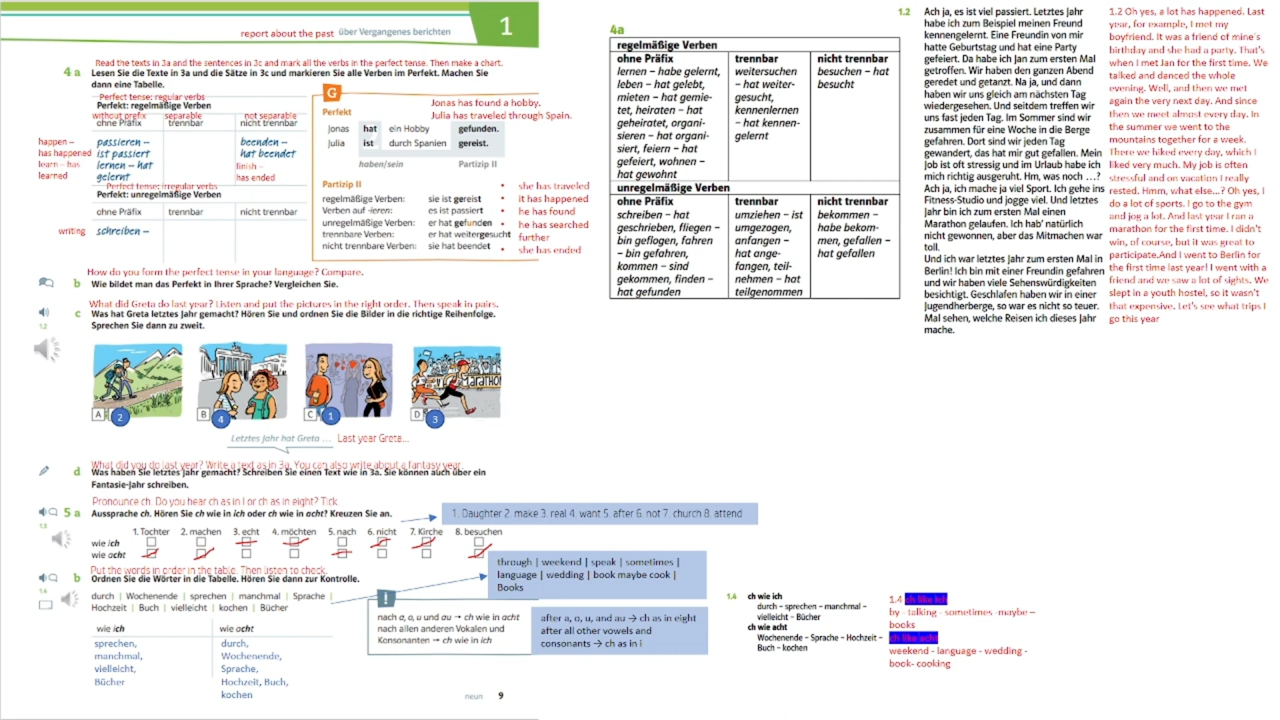 1
report about the past über Vergangenes berichten
Read the texts in 3a and the sentences in 3c and mark all the verbs in the perfect tense. Then make a chart.
4 a Lesen Sie die Texte in 3a und die Sätze in 3c und markieren Sie alle Verben im Perfekt. Machen Sie
dann eine Tabelle.
Perfect tense: regular verbs
Perfekt: regelmäßige Verben
without prefix separable not separable
ohne Präfix trennbar nicht trennbar
happen –
has happened
learn – has
learned
passieren –
ist passiert
lernen – hat
gelernt
beenden –
hat beendet
finish –
has ended
Perfect tense: irregular verbs
Perfekt: unregelmäßige Verben
ohne Präfix trennbar nicht trennbar
writing schreiben –
G
Jonas has found a hobby.
Julia has traveled through Spain.
Perfekt
Jonas hat ein Hobby gefunden.
Julia ist durch Spanien gereist.
haben/sein Partizip II
Partizip II
regelmäßige Verben: sie ist gereist
Verben auf -ieren: es ist passiert
unregelmäßige Verben: er hat gefunden
trennbare Verben: er hat weitergesucht
nicht trennbare Verben: sie hat beendet
• she has traveled
• it has happened
• he has found
• he has searched
further
• she has ended
How do you form the perfect tense in your language? Compare.
b Wie bildet man das Perfekt in Ihrer Sprache? Vergleichen Sie.
What did Greta do last year? Listen and put the pictures in the right order. Then speak in pairs.
c Was hat Greta letztes Jahr gemacht? Hören Sie und ordnen Sie die Bilder in die richtige Reihenfolge.
1.2 Sprechen Sie dann zu zweit.
MARATHON
A 2 B 4 C 1 D 3
Letztes Jahr hat Greta ... Last year Greta...
What did you do last year? Write a text as in 3a. You can also write about a fantasy year.
d Was haben Sie letztes Jahr gemacht? Schreiben Sie einen Text wie in 3a. Sie können auch über ein
Fantasie-Jahr schreiben.
Pronounce ch. Do you hear ch as in I or ch as in eight? Tick.
5 a Aussprache ch. Hören Sie ch wie in ich oder ch wie in acht? Kreuzen Sie an.
1.3
1. Daughter 2. make 3. real 4. want 5. after 6. not 7. church 8. attend
1. Tochter 2. machen 3. echt 4. möchten 5. nach 6. nicht 7. Kirche 8. besuchen
wie ich
wie acht
Put the words in order in the table. Then listen to check.
b Ordnen Sie die Wörter in die Tabelle. Hören Sie dann zur Kontrolle.
1.4
durch | Wochenende | sprechen | manchmal | Sprache |
Hochzeit | Buch | vielleicht | kochen | Bücher
through | weekend | speak | sometimes |
language | wedding | book maybe cook |
Books
wie ich wie acht
sprechen,
manchmal,
vielleicht,
Bücher
durch,
Wochenende,
Sprache,
Hochzeit, Buch,
kochen
!
nach a, o, u und au → ch wie in acht
nach allen anderen Vokalen und
Konsonanten → ch wie in ich
after a, o, u, and au → ch as in eight
after all other vowels and
consonants → ch as in i
neun 9
4a
regelmäßige Verben
ohne Präfix
lernen – habe gelernt,
leben – hat gelebt,
mieten – hat gemie-
tet, heiraten – hat
geheiratet, organi-
sieren – hat organi-
siert, feiern – hat
gefeiert, wohnen –
hat gewohnt
trennbar
weitersuchen
– hat weiter-
gesucht,
kennenlernen
– hat kennen-
gelernt
nicht trennbar
besuchen – hat
besucht
unregelmäßige Verben
ohne Präfix
schreiben – hat
geschrieben, fliegen –
bin geflogen, fahren
– bin gefahren,
kommen – sind
gekommen, finden –
hat gefunden
trennbar
umziehen – ist
umgezogen,
anfangen –
hat ange-
fangen, teil-
nehmen – hat
teilgenommen
nicht trennbar
bekommen –
habe bekom-
men, gefallen –
hat gefallen
1.2 Ach ja, es ist viel passiert. Letztes Jahr
habe ich zum Beispiel meinen Freund
kennengelernt. Eine Freundin von mir
hatte Geburtstag und hat eine Party
gefeiert. Da habe ich Jan zum ersten Mal
getroffen. Wir haben den ganzen Abend
geredet und getanzt. Na ja, und dann
haben wir uns gleich am nächsten Tag
wiedergesehen. Und seitdem treffen wir
uns fast jeden Tag. Im Sommer sind wir
zusammen für eine Woche in die Berge
gefahren. Dort sind wir jeden Tag
gewandert, das hat mir gut gefallen. Mein
Job ist oft stressig und im Urlaub habe ich
mich richtig ausgeruht. Hm, was noch ...?
Ach ja, ich mache ja viel Sport. Ich gehe ins
Fitness-Studio und jogge viel. Und letztes
Jahr bin ich zum ersten Mal einen
Marathon gelaufen. Ich hab' natürlich
nicht gewonnen, aber das Mitmachen war
toll.
Und ich war letztes Jahr zum ersten Mal in
Berlin! Ich bin mit einer Freundin gefahren
und wir haben viele Sehenswürdigkeiten
besichtigt. Geschlafen haben wir in einer
Jugendherberge, so war es nicht so teuer.
Mal sehen, welche Reisen ich dieses Jahr
mache.
1.2 Oh yes, a lot has happened. Last
year, for example, I met my
boyfriend. It was a friend of mine's
birthday and she had a party. That's
when I met Jan for the first time. We
talked and danced the whole
evening. Well, and then we met
again the very next day. And since
then we meet almost every day. In
the summer we went to the
mountains together for a week.
There we hiked every day, which I
liked very much. My job is often
stressful and on vacation I really
rested. Hmm, what else...? Oh yes, I
do a lot of sports. I go to the gym
and jog a lot. And last year I ran a
marathon for the first time. I didn't
win, of course, but it was great to
participate.And I went to Berlin for
the first time last year! I went with a
friend and we saw a lot of sights. We
slept in a youth hostel, so it wasn't
that expensive. Let's see what trips I
go this year
1.4 ch wie ich
durch – sprechen – manchmal –
vielleicht – Bücher
ch wie acht
Wochenende – Sprache – Hochzeit –
Buch – kochen
1.4 ch like ich
by - talking - sometimes -maybe –
books
ch like acht
weekend - language - wedding -
book- cooking